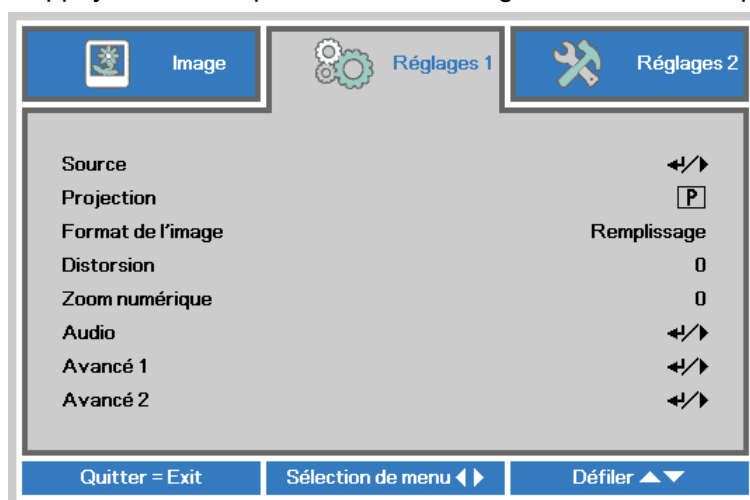 Image Réglages 1 Réglages 2
Source ↵/▶
Projection P
Format de l'image Remplissage
Distorsion 0
Zoom numérique 0
Audio ↵/▶
Avancé 1 ↵/▶
Avancé 2 ↵/▶
Quitter = Exit Sélection de menu ◀▶ Défiler ▲▼